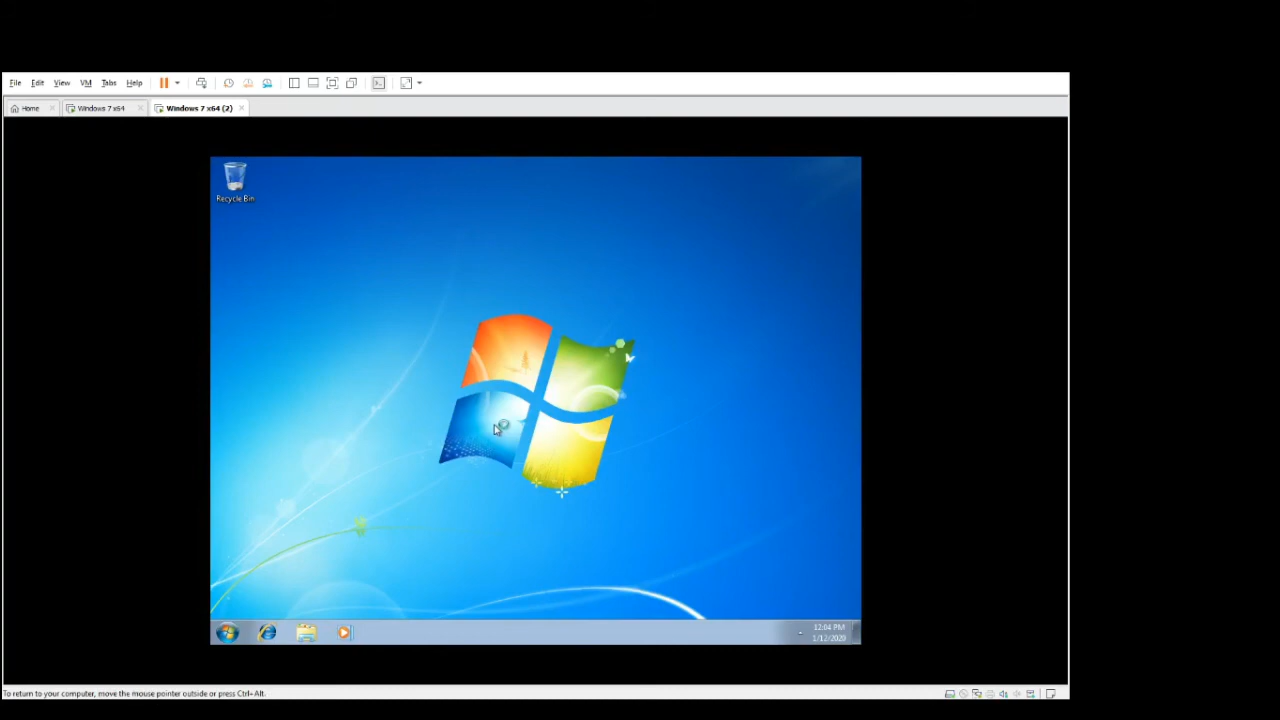 File Edit View VM Tabs Help
Home Windows 7 x64 Windows 7 x64 (2)
Recycle Bin
12:04 PM
1/12/2020
To return to your computer, move the mouse pointer outside or press Ctrl+Alt.